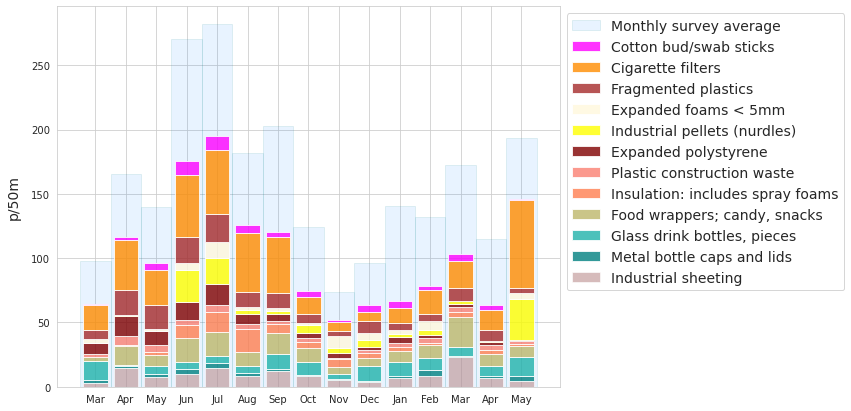 p/50m
250
200
150
100
50
0
Mar Apr May Jun Jul Aug Sep Oct Nov Dec Jan Feb Mar Apr May
Monthly survey average
Cotton bud/swab sticks
Cigarette filters
Fragmented plastics
Expanded foams < 5mm
Industrial pellets (nurdles)
Expanded polystyrene
Plastic construction waste
Insulation: includes spray foams
Food wrappers; candy, snacks
Glass drink bottles, pieces
Metal bottle caps and lids
Industrial sheeting